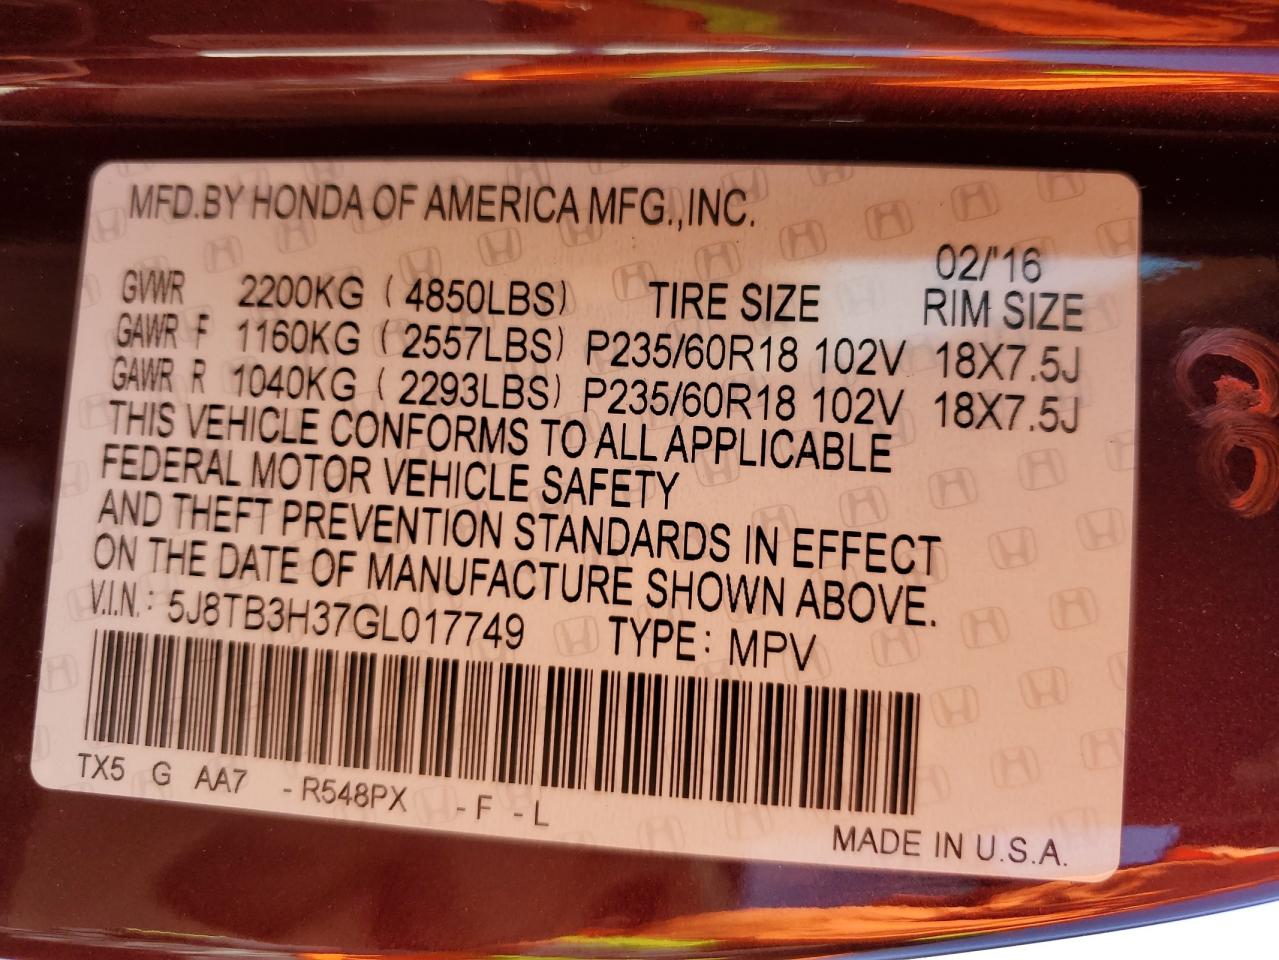 MFD.BY HONDA OF AMERICA MFG.,INC.
02/'16
GVWR 2200KG ( 4850LBS) TIRE SIZE RIM SIZE
GAWR F 1160KG ( 2557LBS) P235/60R18 102V 18X7.5J
GAWR R 1040KG ( 2293LBS) P235/60R18 102V 18X7.5J
THIS VEHICLE CONFORMS TO ALL APPLICABLE
FEDERAL MOTOR VEHICLE SAFETY
AND THEFT PREVENTION STANDARDS IN EFFECT
ON THE DATE OF MANUFACTURE SHOWN ABOVE.
V.I.N.: 5J8TB3H37GL017749 TYPE: MPV
TX5 G AA7 -R548PX -F -L
MADE IN U.S.A.